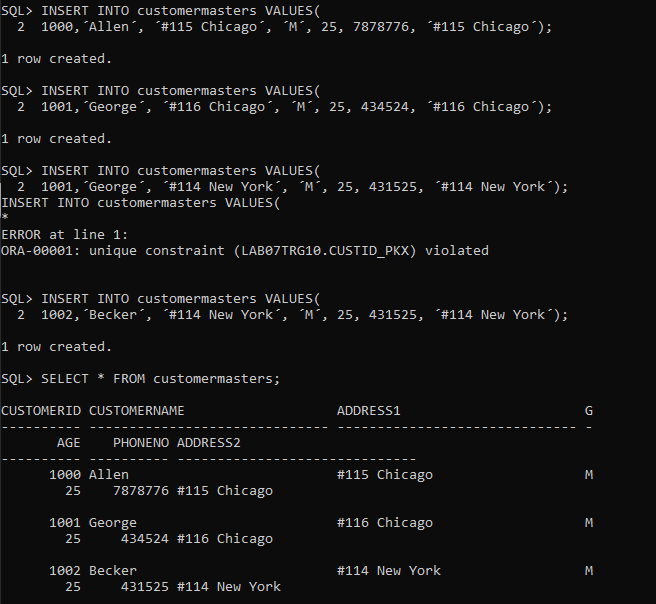 SQL> INSERT INTO customermasters VALUES(
  2  1000,´Allen´, ´#115 Chicago´, ´M´, 25, 7878776, ´#115 Chicago´);
1 row created.
SQL> INSERT INTO customermasters VALUES(
  2  1001,´George´, ´#116 Chicago´, ´M´, 25, 434524, ´#116 Chicago´);
1 row created.
SQL> INSERT INTO customermasters VALUES(
  2  1001,´George´, ´#114 New York´, ´M´, 25, 431525, ´#114 New York´);
INSERT INTO customermasters VALUES(
*
ERROR at line 1:
ORA-00001: unique constraint (LAB07TRG10.CUSTID_PKX) violated
SQL> INSERT INTO customermasters VALUES(
  2  1002,´Becker´, ´#114 New York´, ´M´, 25, 431525, ´#114 New York´);
1 row created.
SQL> SELECT * FROM customermasters;
CUSTOMERID CUSTOMERNAME                   ADDRESS1                       G
---------- ------------------------------ ------------------------------ -
       AGE    PHONENO ADDRESS2
---------- ---------- ------------------------------
      1000 Allen                          #115 Chicago                   M
        25    7878776 #115 Chicago
      1001 George                         #116 Chicago                   M
        25     434524 #116 Chicago
      1002 Becker                         #114 New York                  M
        25     431525 #114 New York